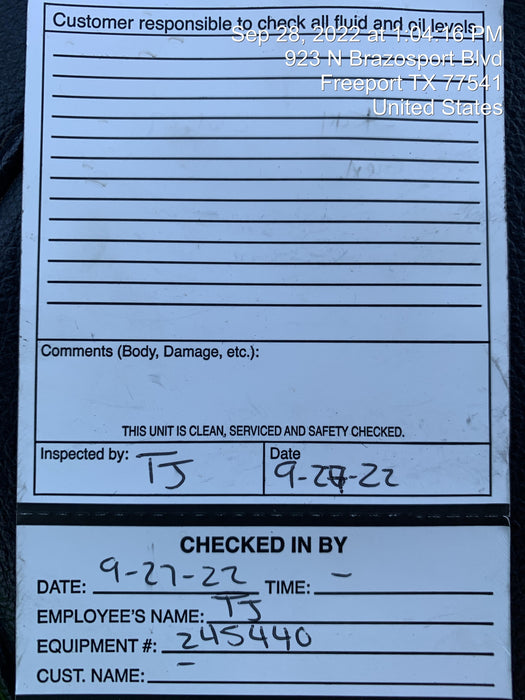 Customer responsible to check all fluid and oil levels
Sep 28, 2022 at 1:04:16 PM
923 N Brazosport Blvd
Freeport TX 77541
United States
Comments (Body, Damage, etc.):
THIS UNIT IS CLEAN, SERVICED AND SAFETY CHECKED.
Inspected by: TJ
Date
9-27-22
CHECKED IN BY
DATE: 9-27-22 TIME: -
EMPLOYEE'S NAME: TJ
EQUIPMENT #: 245440
CUST. NAME: -